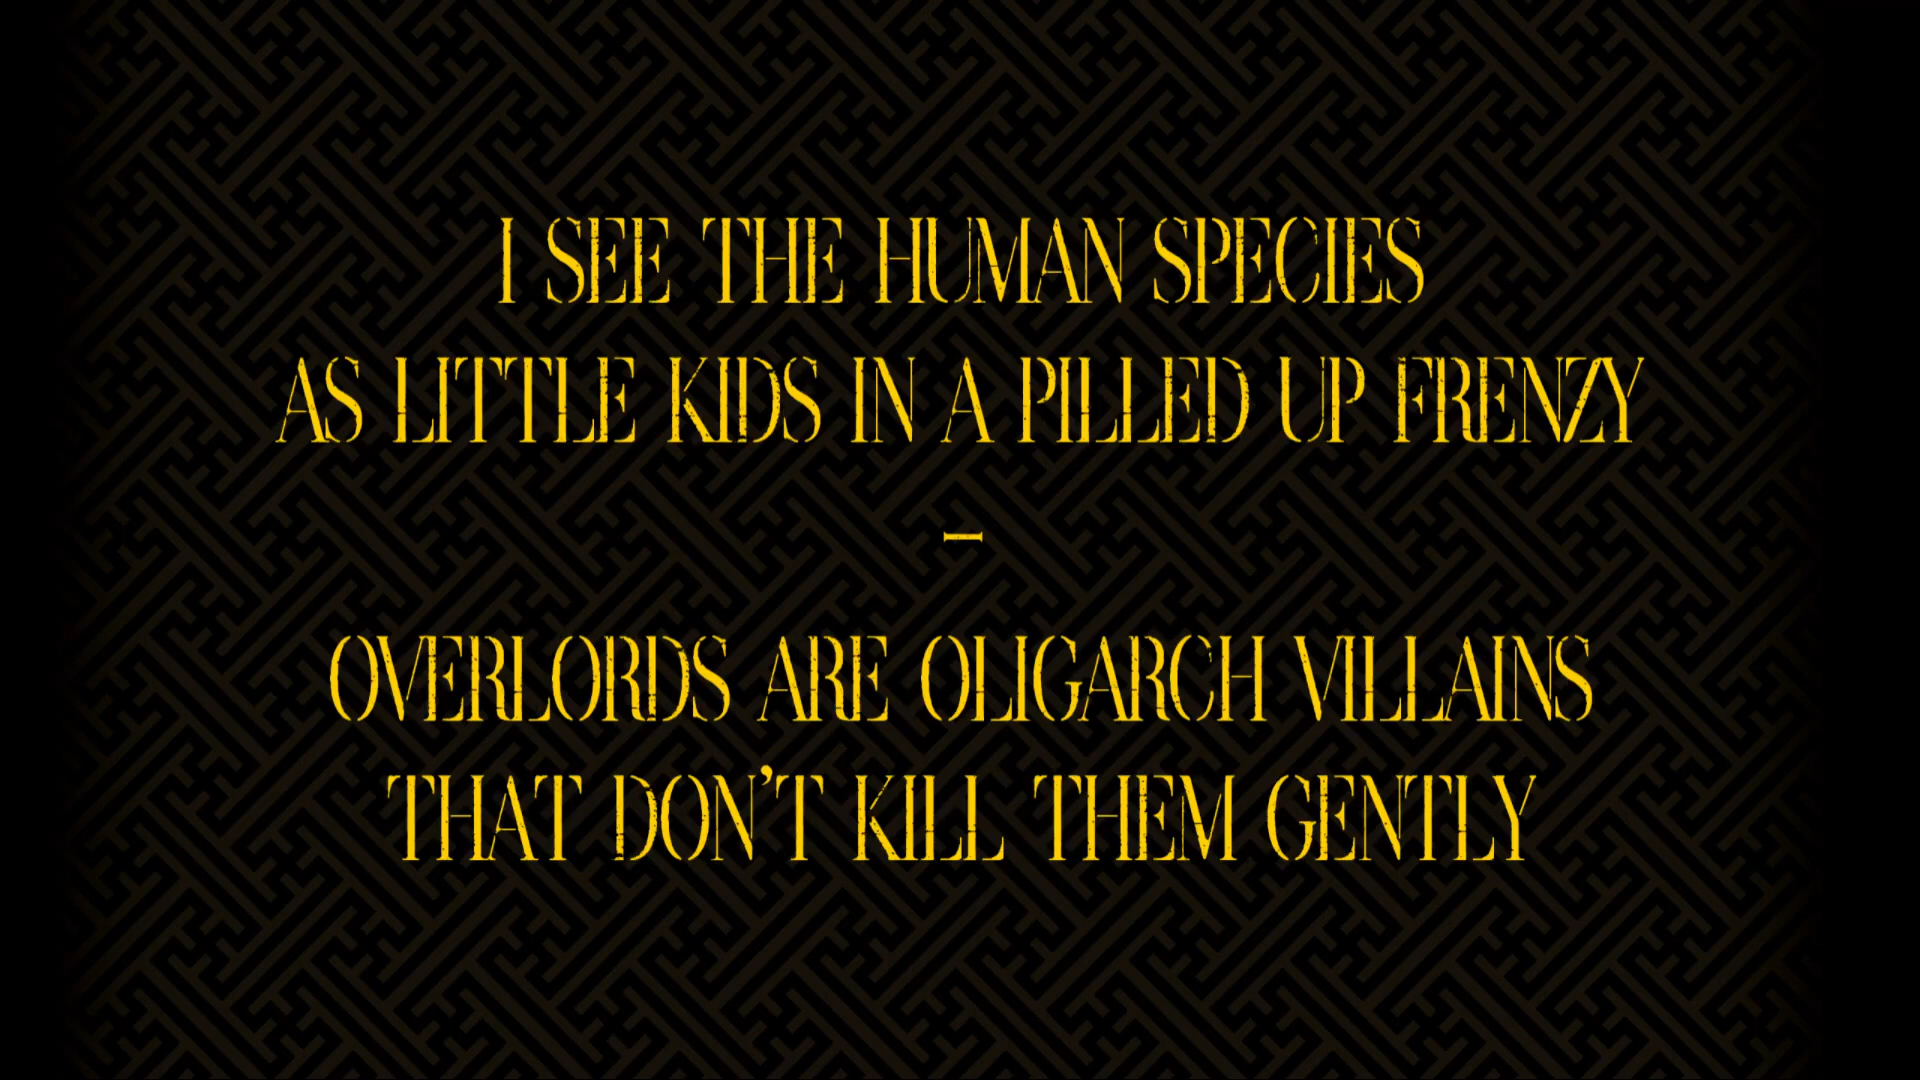 I SEE THE HUMAN SPECIES
AS LITTLE KIDS IN A PILLED UP FRENZY
–
OVERLORDS ARE OLIGARCH VILLAINS
THAT DON’T KILL THEM GENTLY